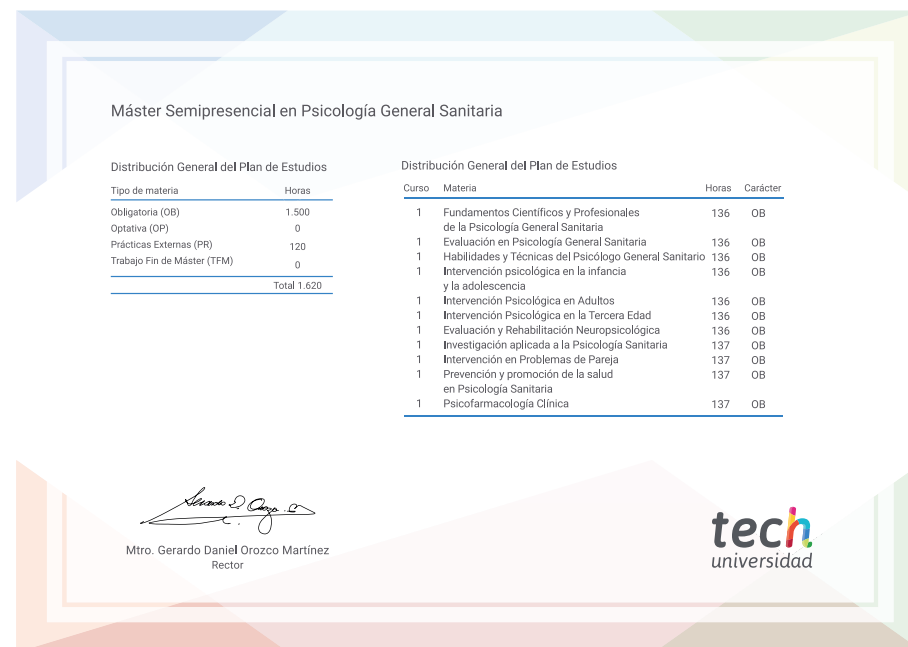 Máster Semipresencial en Psicología General Sanitaria
Distribución General del Plan de Estudios
Tipo de materia Horas
Obligatoria (OB) 1.500
Optativa (OP) 0
Prácticas Externas (PR) 120
Trabajo Fin de Máster (TFM) 0
Total 1.620
Distribución General del Plan de Estudios
Curso Materia Horas Carácter
1 Fundamentos Científicos y Profesionales 136 OB
de la Psicología General Sanitaria
1 Evaluación en Psicología General Sanitaria 136 OB
1 Habilidades y Técnicas del Psicólogo General Sanitario 136 OB
1 Intervención psicológica en la infancia 136 OB
y la adolescencia
1 Intervención Psicológica en Adultos 136 OB
1 Intervención Psicológica en la Tercera Edad 136 OB
1 Evaluación y Rehabilitación Neuropsicológica 136 OB
1 Investigación aplicada a la Psicología Sanitaria 137 OB
1 Intervención en Problemas de Pareja 137 OB
1 Prevención y promoción de la salud 137 OB
en Psicología Sanitaria
1 Psicofarmacología Clínica 137 OB
Mtro. Gerardo Daniel Orozco Martínez
Rector
tech
universidad